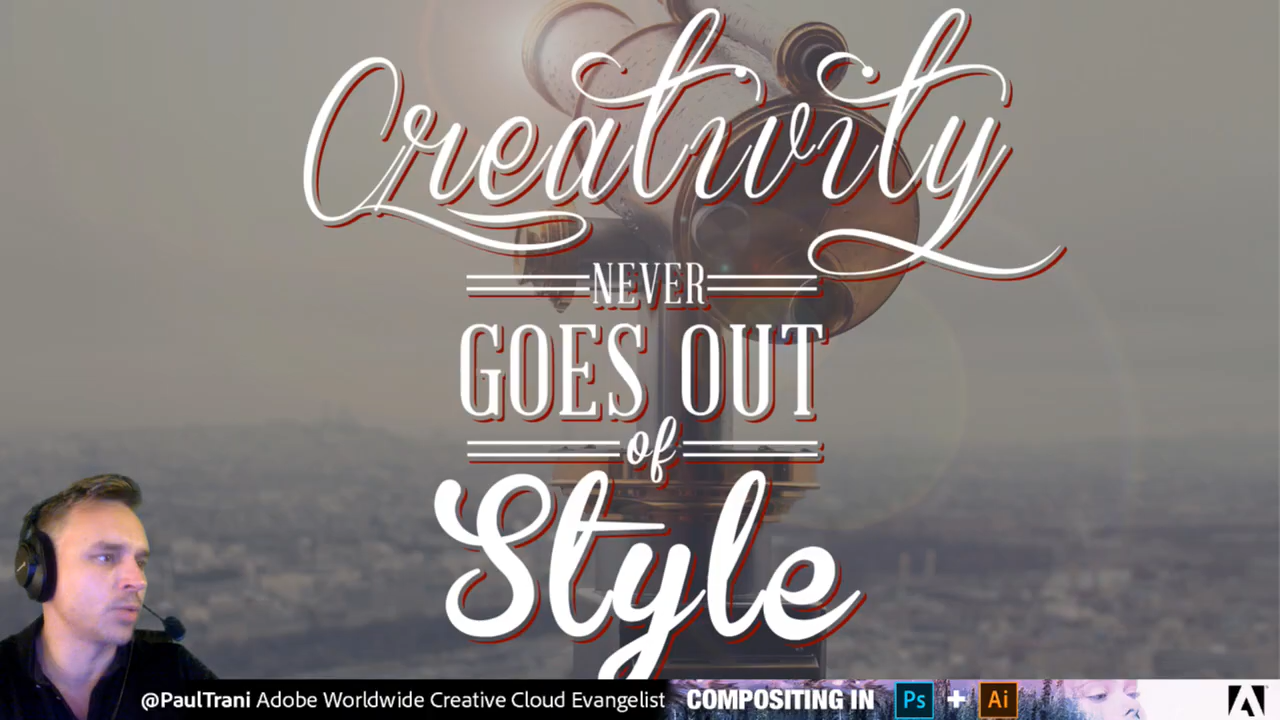 Creativity
NEVER
GOES OUT
of
Style
@PaulTrani Adobe Worldwide Creative Cloud Evangelist
COMPOSITING IN Ps + Ai